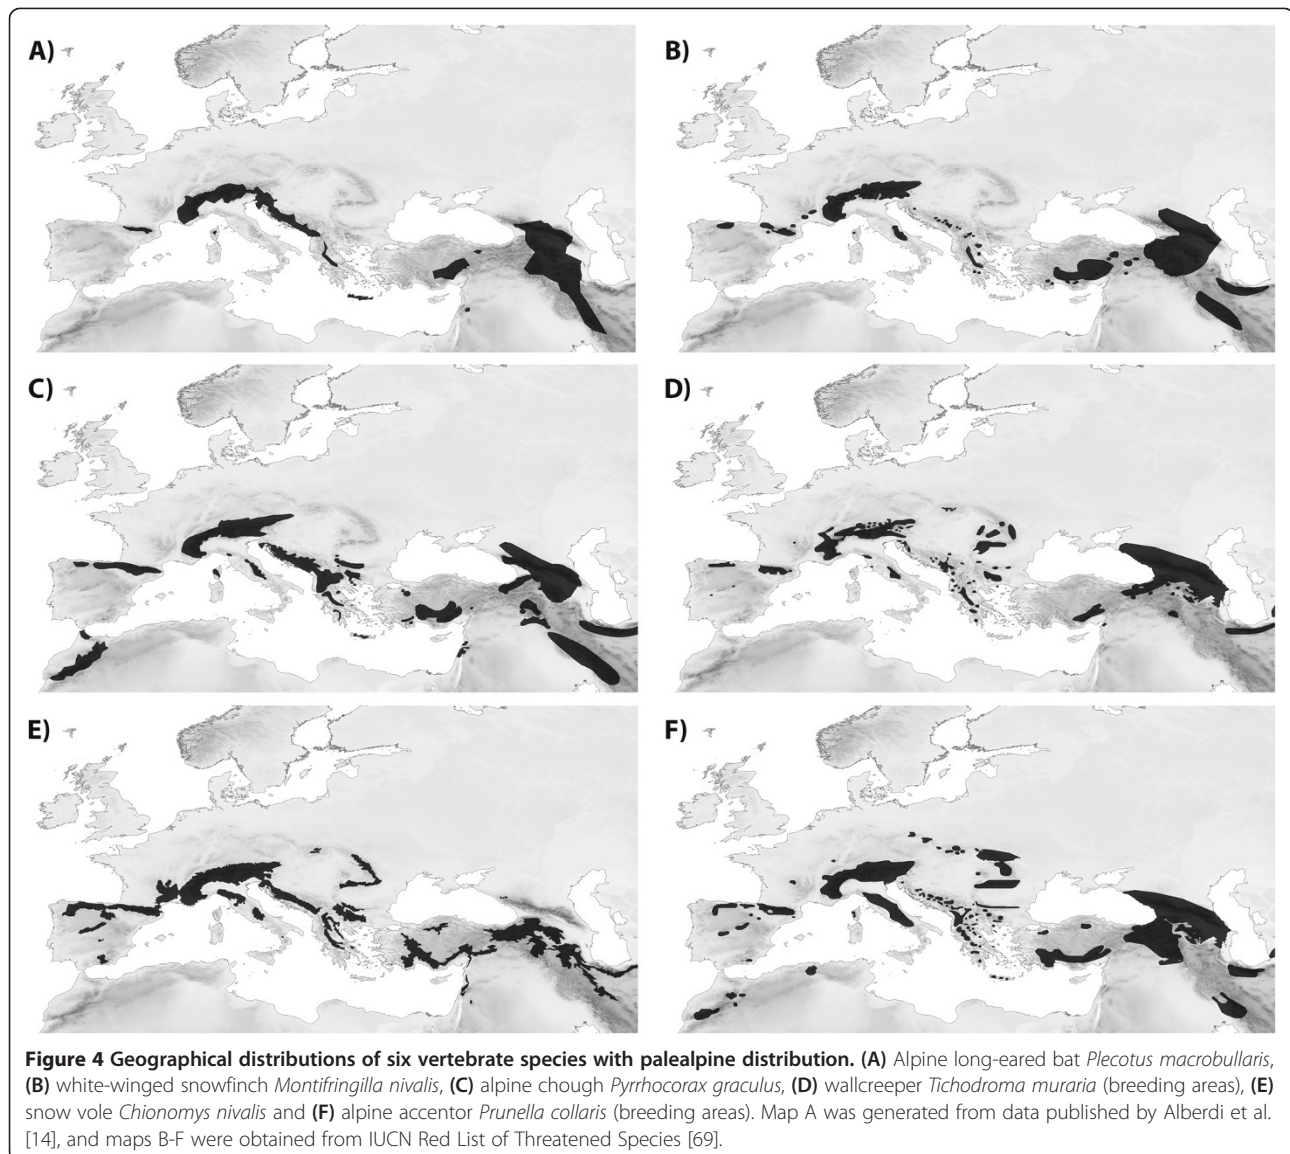 A)
B)
C)
D)
E)
F)
Figure 4 Geographical distributions of six vertebrate species with palealpine distribution. (A) Alpine long-eared bat Plecotus macrobullaris,
(B) white-winged snowfinch Montifringilla nivalis, (C) alpine chough Pyrrhocorax graculus, (D) wallcreeper Tichodroma muraria (breeding areas), (E)
snow vole Chionomys nivalis and (F) alpine accentor Prunella collaris (breeding areas). Map A was generated from data published by Alberdi et al.
[14], and maps B-F were obtained from IUCN Red List of Threatened Species [69].